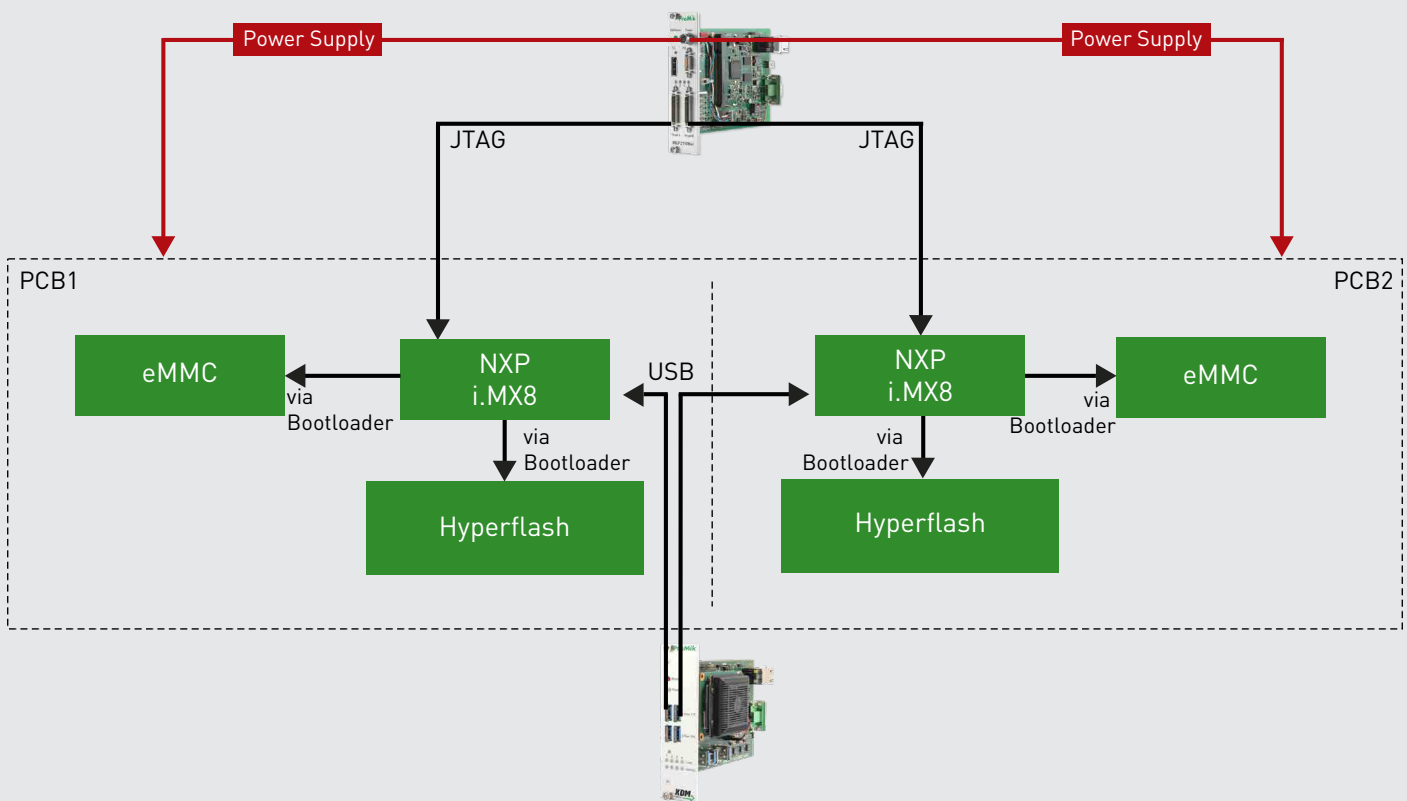 Power Supply
Power Supply
JTAG
JTAG
PCB1
PCB2
eMMC
via
Bootloader
NXP
i.MX8
via
Bootloader
Hyperflash
USB
NXP
i.MX8
via
Bootloader
eMMC
via
Bootloader
Hyperflash
KDM